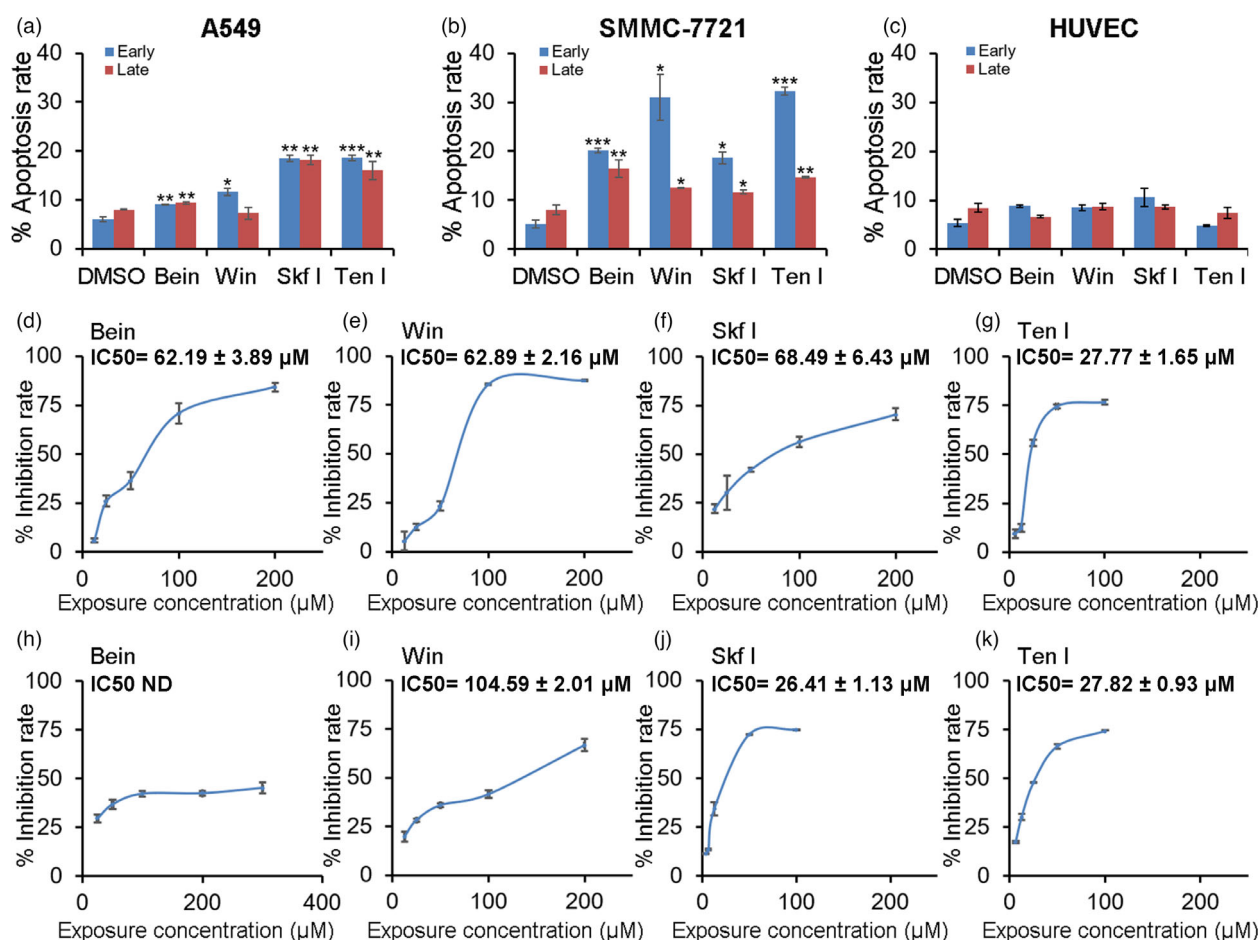 (a) A549
Early
Late
% Apoptosis rate
40
30
20
10
0
** ** * ** ** *** **
DMSO Bein Win Skf I Ten I
(b) SMMC-7721
Early
Late
% Apoptosis rate
40
30
20
10
0
*** ** * * * * *** **
DMSO Bein Win Skf I Ten I
(c) HUVEC
Early
Late
% Apoptosis rate
40
30
20
10
0
DMSO Bein Win Skf I Ten I
(d) Bein
IC50= 62.19 ± 3.89 µM
% Inhibition rate
100
75
50
25
0
0 100 200
Exposure concentration (µM)
(e) Win
IC50= 62.89 ± 2.16 µM
% Inhibition rate
100
75
50
25
0
0 100 200
Exposure concentration (µM)
(f) Skf I
IC50= 68.49 ± 6.43 µM
% Inhibition rate
100
75
50
25
0
0 100 200
Exposure concentration (µM)
(g) Ten I
IC50= 27.77 ± 1.65 µM
% Inhibition rate
100
75
50
25
0
0 100 200
Exposure concentration (µM)
(h) Bein
IC50 ND
% Inhibition rate
100
75
50
25
0
0 200 400
Exposure concentration (µM)
(i) Win
IC50= 104.59 ± 2.01 µM
% Inhibition rate
100
75
50
25
0
0 100 200
Exposure concentration (µM)
(j) Skf I
IC50= 26.41 ± 1.13 µM
% Inhibition rate
100
75
50
25
0
0 100 200
Exposure concentration (µM)
(k) Ten I
IC50= 27.82 ± 0.93 µM
% Inhibition rate
100
75
50
25
0
0 100 200
Exposure concentration (µM)